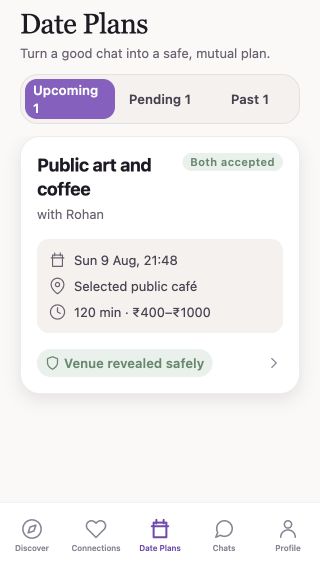 Date Plans
Turn a good chat into a safe, mutual plan.
Upcoming
1
Pending 1
Past 1
Public art and
coffee
Both accepted
with Rohan
Sun 9 Aug, 21:48
Selected public café
120 min · ₹400–₹1000
Venue revealed safely
Discover
Connections
Date Plans
Chats
Profile